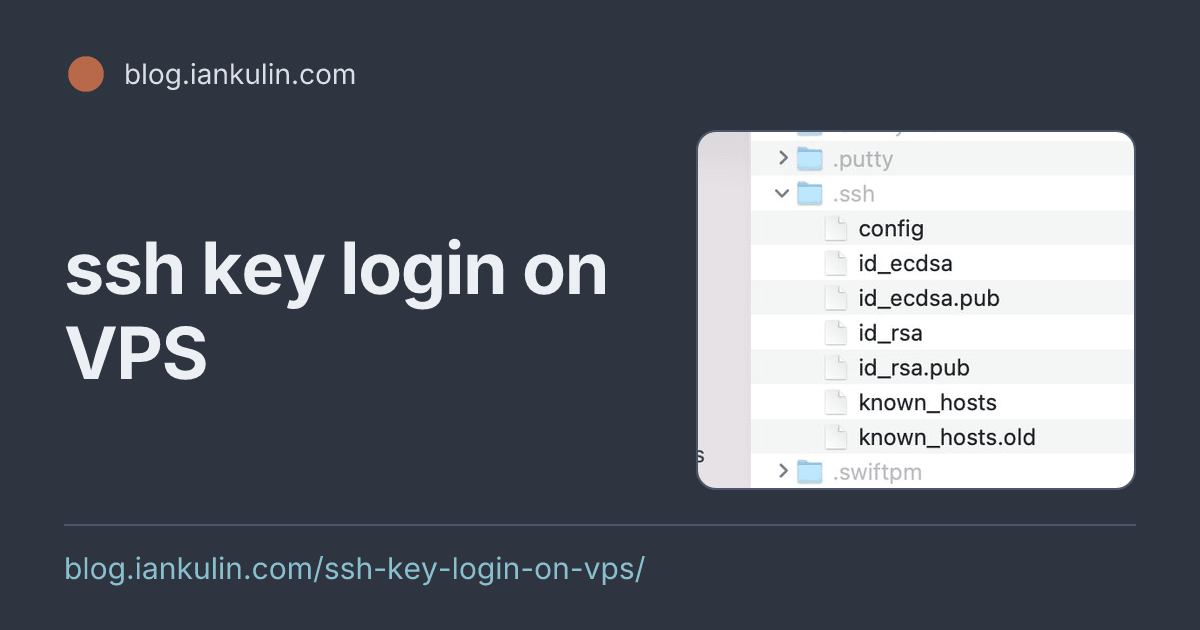 blog.iankulin.com
ssh key login on
VPS
.putty
.ssh
config
id_ecdsa
id_ecdsa.pub
id_rsa
id_rsa.pub
known_hosts
known_hosts.old
s
.swiftpm
blog.iankulin.com/ssh-key-login-on-vps/